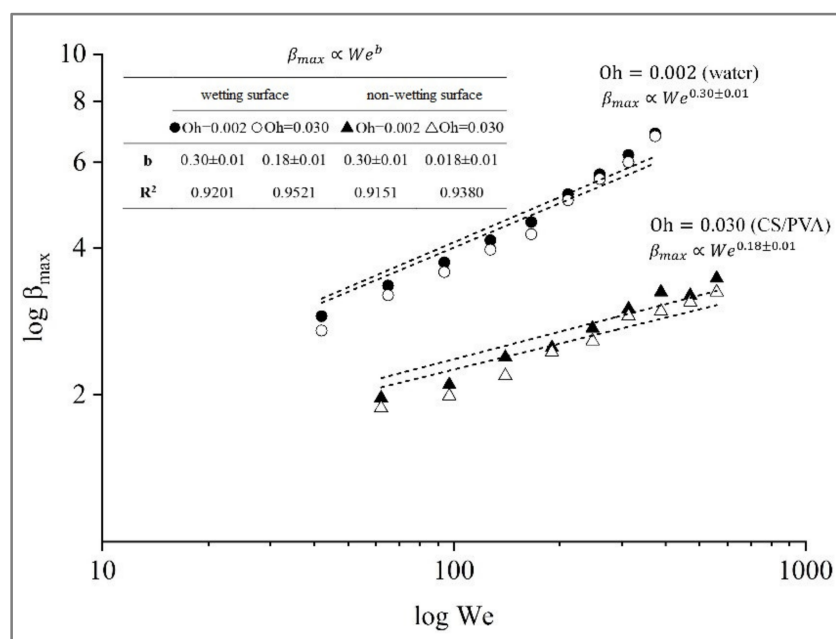 β_max ∝ We^b
wetting surface non-wetting surface
●Oh=0.002 ○Oh=0.030 ▲Oh=0.002 △Oh=0.030
b 0.30±0.01 0.18±0.01 0.30±0.01 0.018±0.01
R² 0.9201 0.9521 0.9151 0.9380
Oh = 0.002 (water)
β_max ∝ We^0.30±0.01
Oh = 0.030 (CS/PVA)
β_max ∝ We^0.18±0.01
10
8
6
4
2
log β_max
10 100 1000
log We